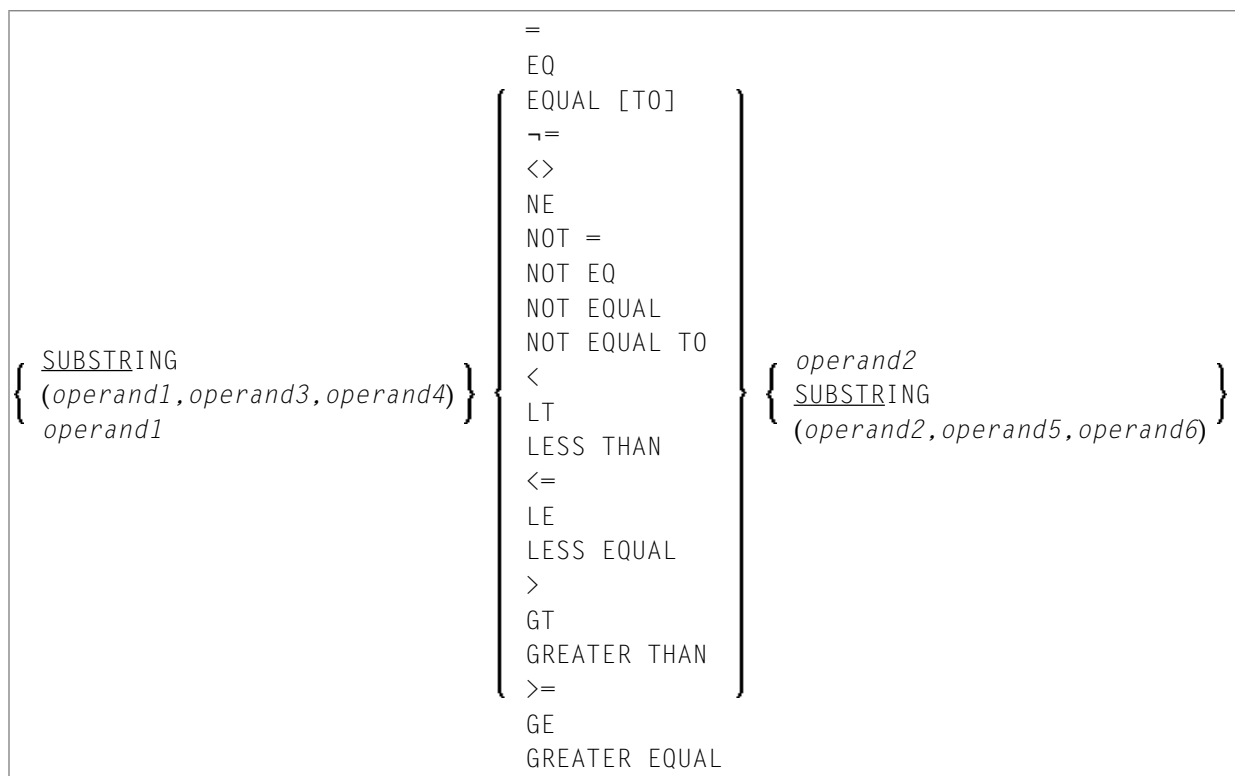 =
EQ
EQUAL [TO]
¬=
<>
NE
NOT =
NOT EQ
NOT EQUAL
NOT EQUAL TO
<
LT
LESS THAN
<=
LE
LESS EQUAL
>
GT
GREATER THAN
>=
GE
GREATER EQUAL
SUBSTRING
(operand1,operand3,operand4)
operand1
operand2
SUBSTRING
(operand2,operand5,operand6)